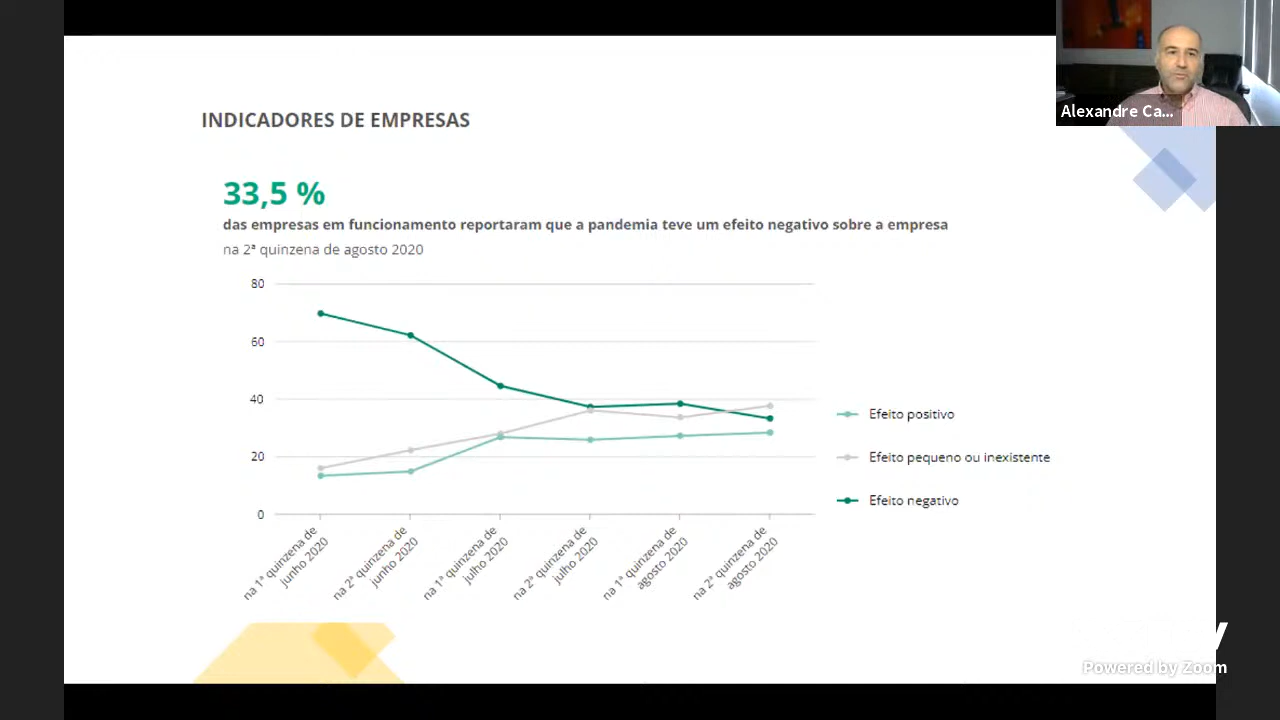 Alexandre Ca...
INDICADORES DE EMPRESAS
33,5 %
das empresas em funcionamento reportaram que a pandemia teve um efeito negativo sobre a empresa
na 2ª quinzena de agosto 2020
80
60
40
20
0
na 1ª quinzena de
junho 2020
na 2ª quinzena de
junho 2020
na 1ª quinzena de
julho 2020
na 2ª quinzena de
julho 2020
na 1ª quinzena de
agosto 2020
na 2ª quinzena de
agosto 2020
Efeito positivo
Efeito pequeno ou inexistente
Efeito negativo
Powered by Zoom